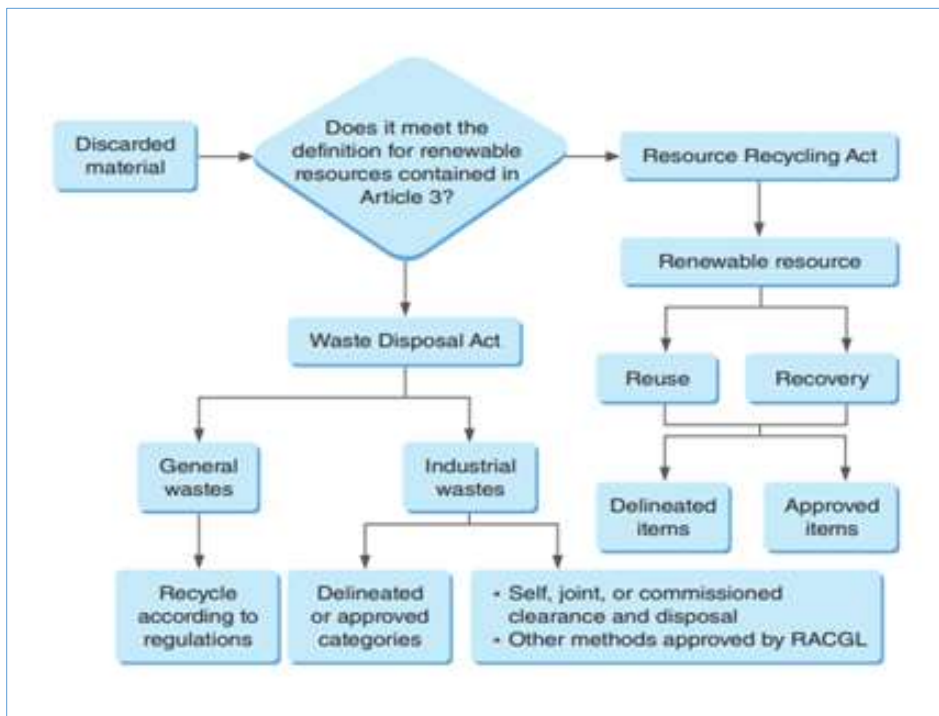 Discarded
material
Does it meet the
definition for renewable
resources contained in
Article 3?
Resource Recycling Act
Renewable resource
Waste Disposal Act
Reuse
Recovery
General
wastes
Industrial
wastes
Delineated
items
Approved
items
Recycle
according to
regulations
Delineated
or approved
categories
• Self, joint, or commissioned
clearance and disposal
• Other methods approved by RACGL